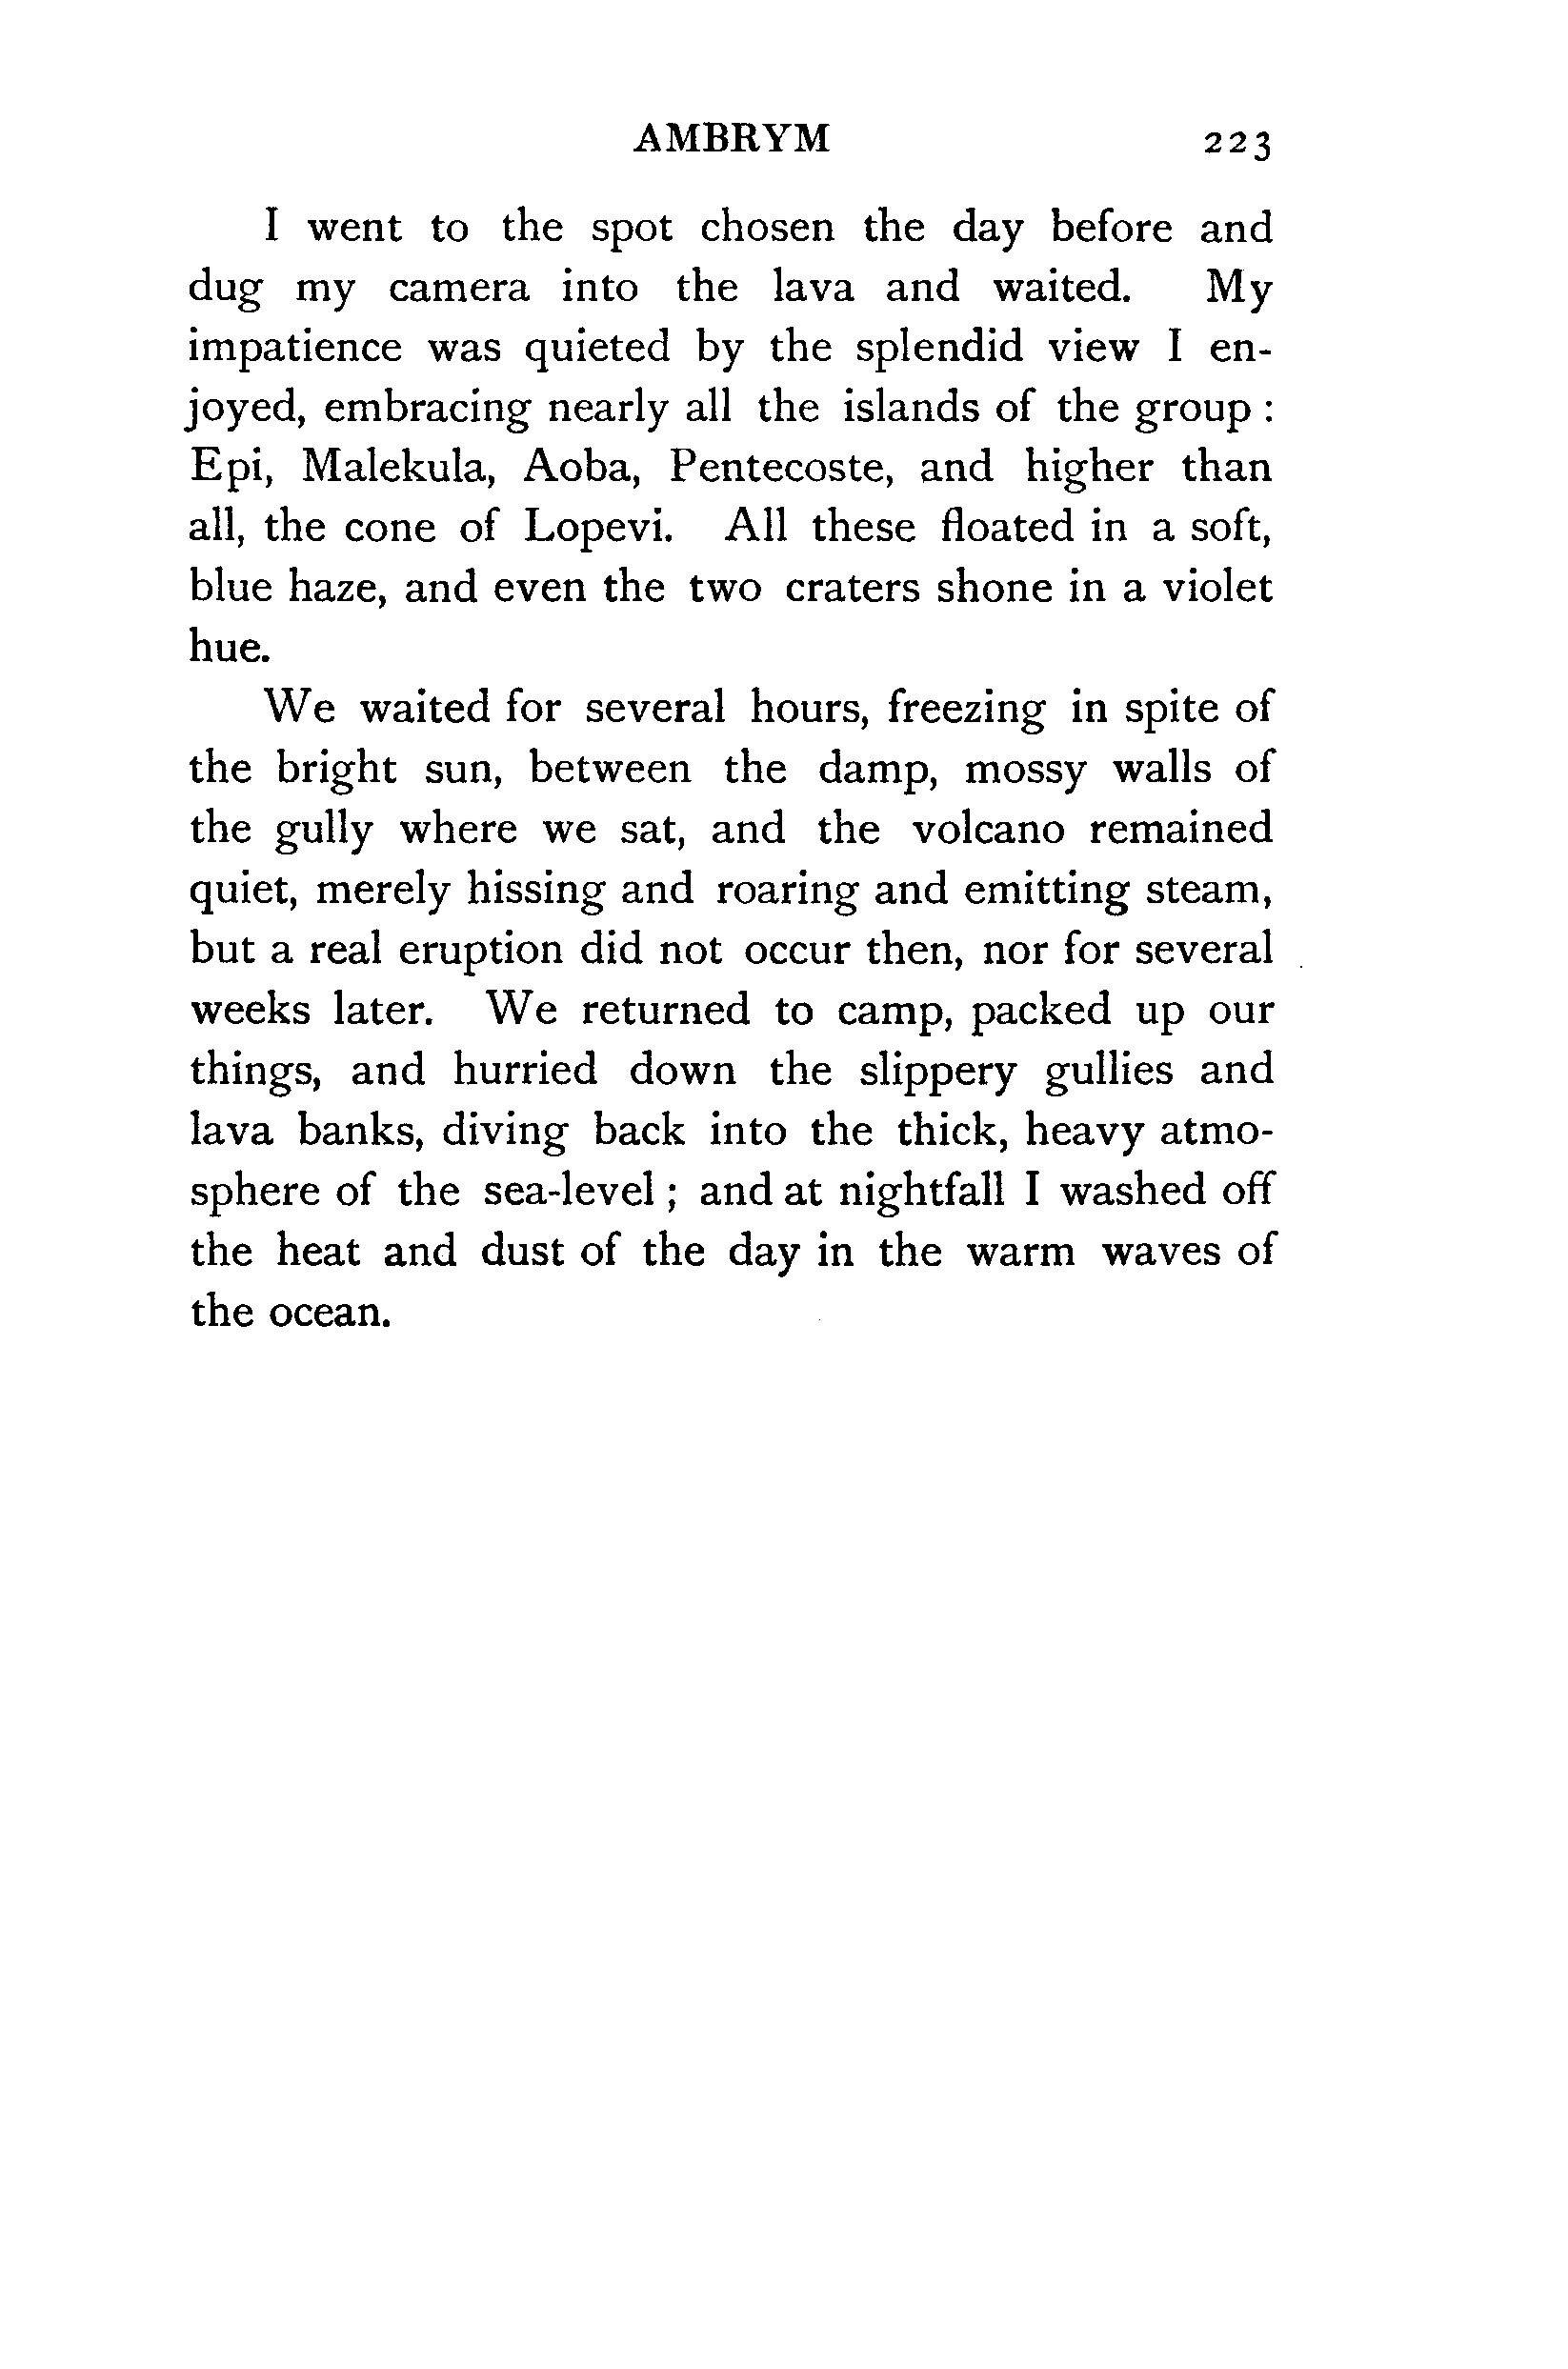 AMBRYM 223
I went to the spot chosen the day before and
dug my camera into the lava and waited. My
impatience was quieted by the splendid view I en-
joyed, embracing nearly all the islands of the group :
Epi, Malekula, Aoba, Pentecoste, and higher than
all, the cone of Lopevi. All these floated in a soft,
blue haze, and even the two craters shone in a violet
hue.
We waited for several hours, freezing in spite of
the bright sun, between the damp, mossy walls of
the gully where we sat, and the volcano remained
quiet, merely hissing and roaring and emitting steam,
but a real eruption did not occur then, nor for several
weeks later. We returned to camp, packed up our
things, and hurried down the slippery gullies and
lava banks, diving back into the thick, heavy atmo-
sphere of the sea-level ; and at nightfall I washed off
the heat and dust of the day in the warm waves of
the ocean.